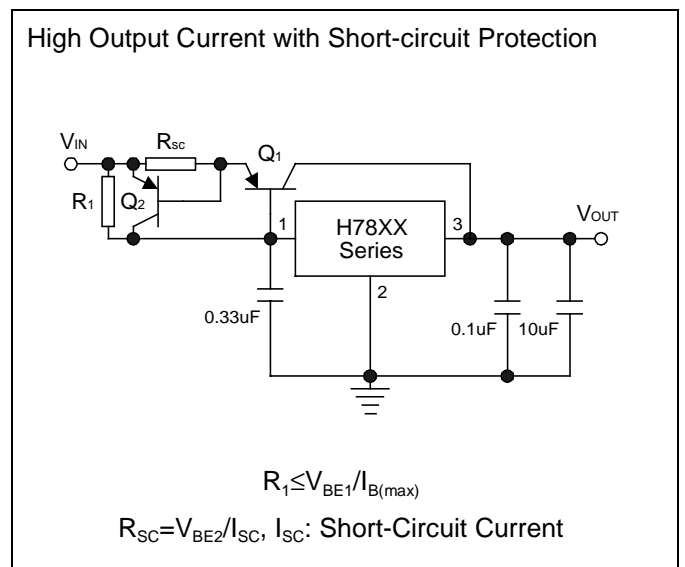 High Output Current with Short-circuit Protection
VIN
Rsc
Q1
R1
Q2
1
H78XX
Series
3
VOUT
2
0.33uF
0.1uF
10uF
R1≤VBE1/IB(max)
RSC=VBE2/ISC, ISC: Short-Circuit Current